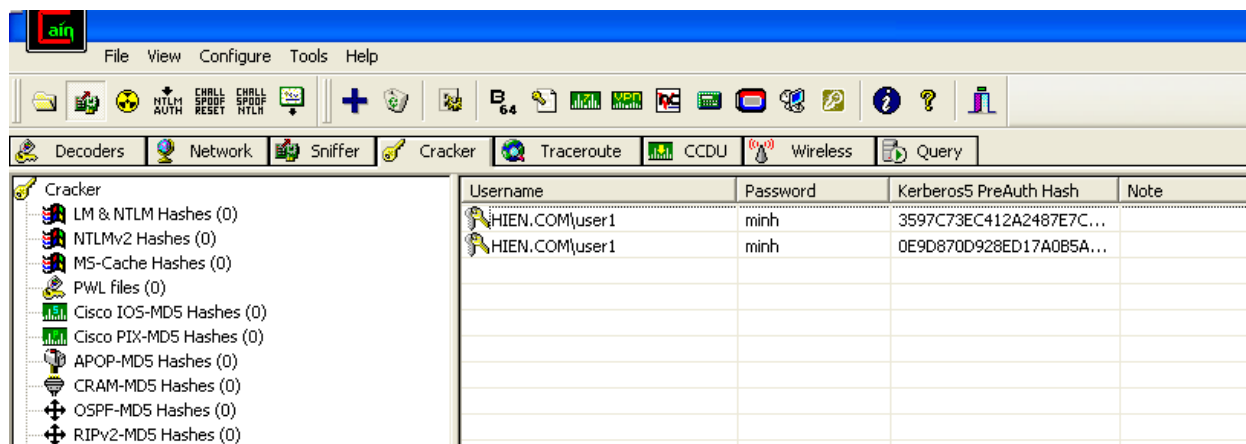 aın
File View Configure Tools Help
NTLM AUTH CHALL SPOOF RESET CHALL SPOOF NTLM B 64
Decoders Network Sniffer Cracker Traceroute CCDU Wireless Query
Cracker
LM & NTLM Hashes (0)
NTLMv2 Hashes (0)
MS-Cache Hashes (0)
PWL files (0)
Cisco IOS-MD5 Hashes (0)
Cisco PIX-MD5 Hashes (0)
APOP-MD5 Hashes (0)
CRAM-MD5 Hashes (0)
OSPF-MD5 Hashes (0)
RIPv2-MD5 Hashes (0)
Username Password Kerberos5 PreAuth Hash Note
HIEN.COM\user1 minh 3597C73EC412A2487E7C...
HIEN.COM\user1 minh 0E9D870D928ED17A0B5A...